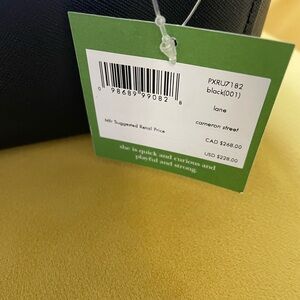 PXRU7182
black(001)
0 98689 99082 8
lane
cameron street
Mfr Suggested Retail Price
CAD $268.00
USD $228.00
she is quick and curious and
playful and strong.